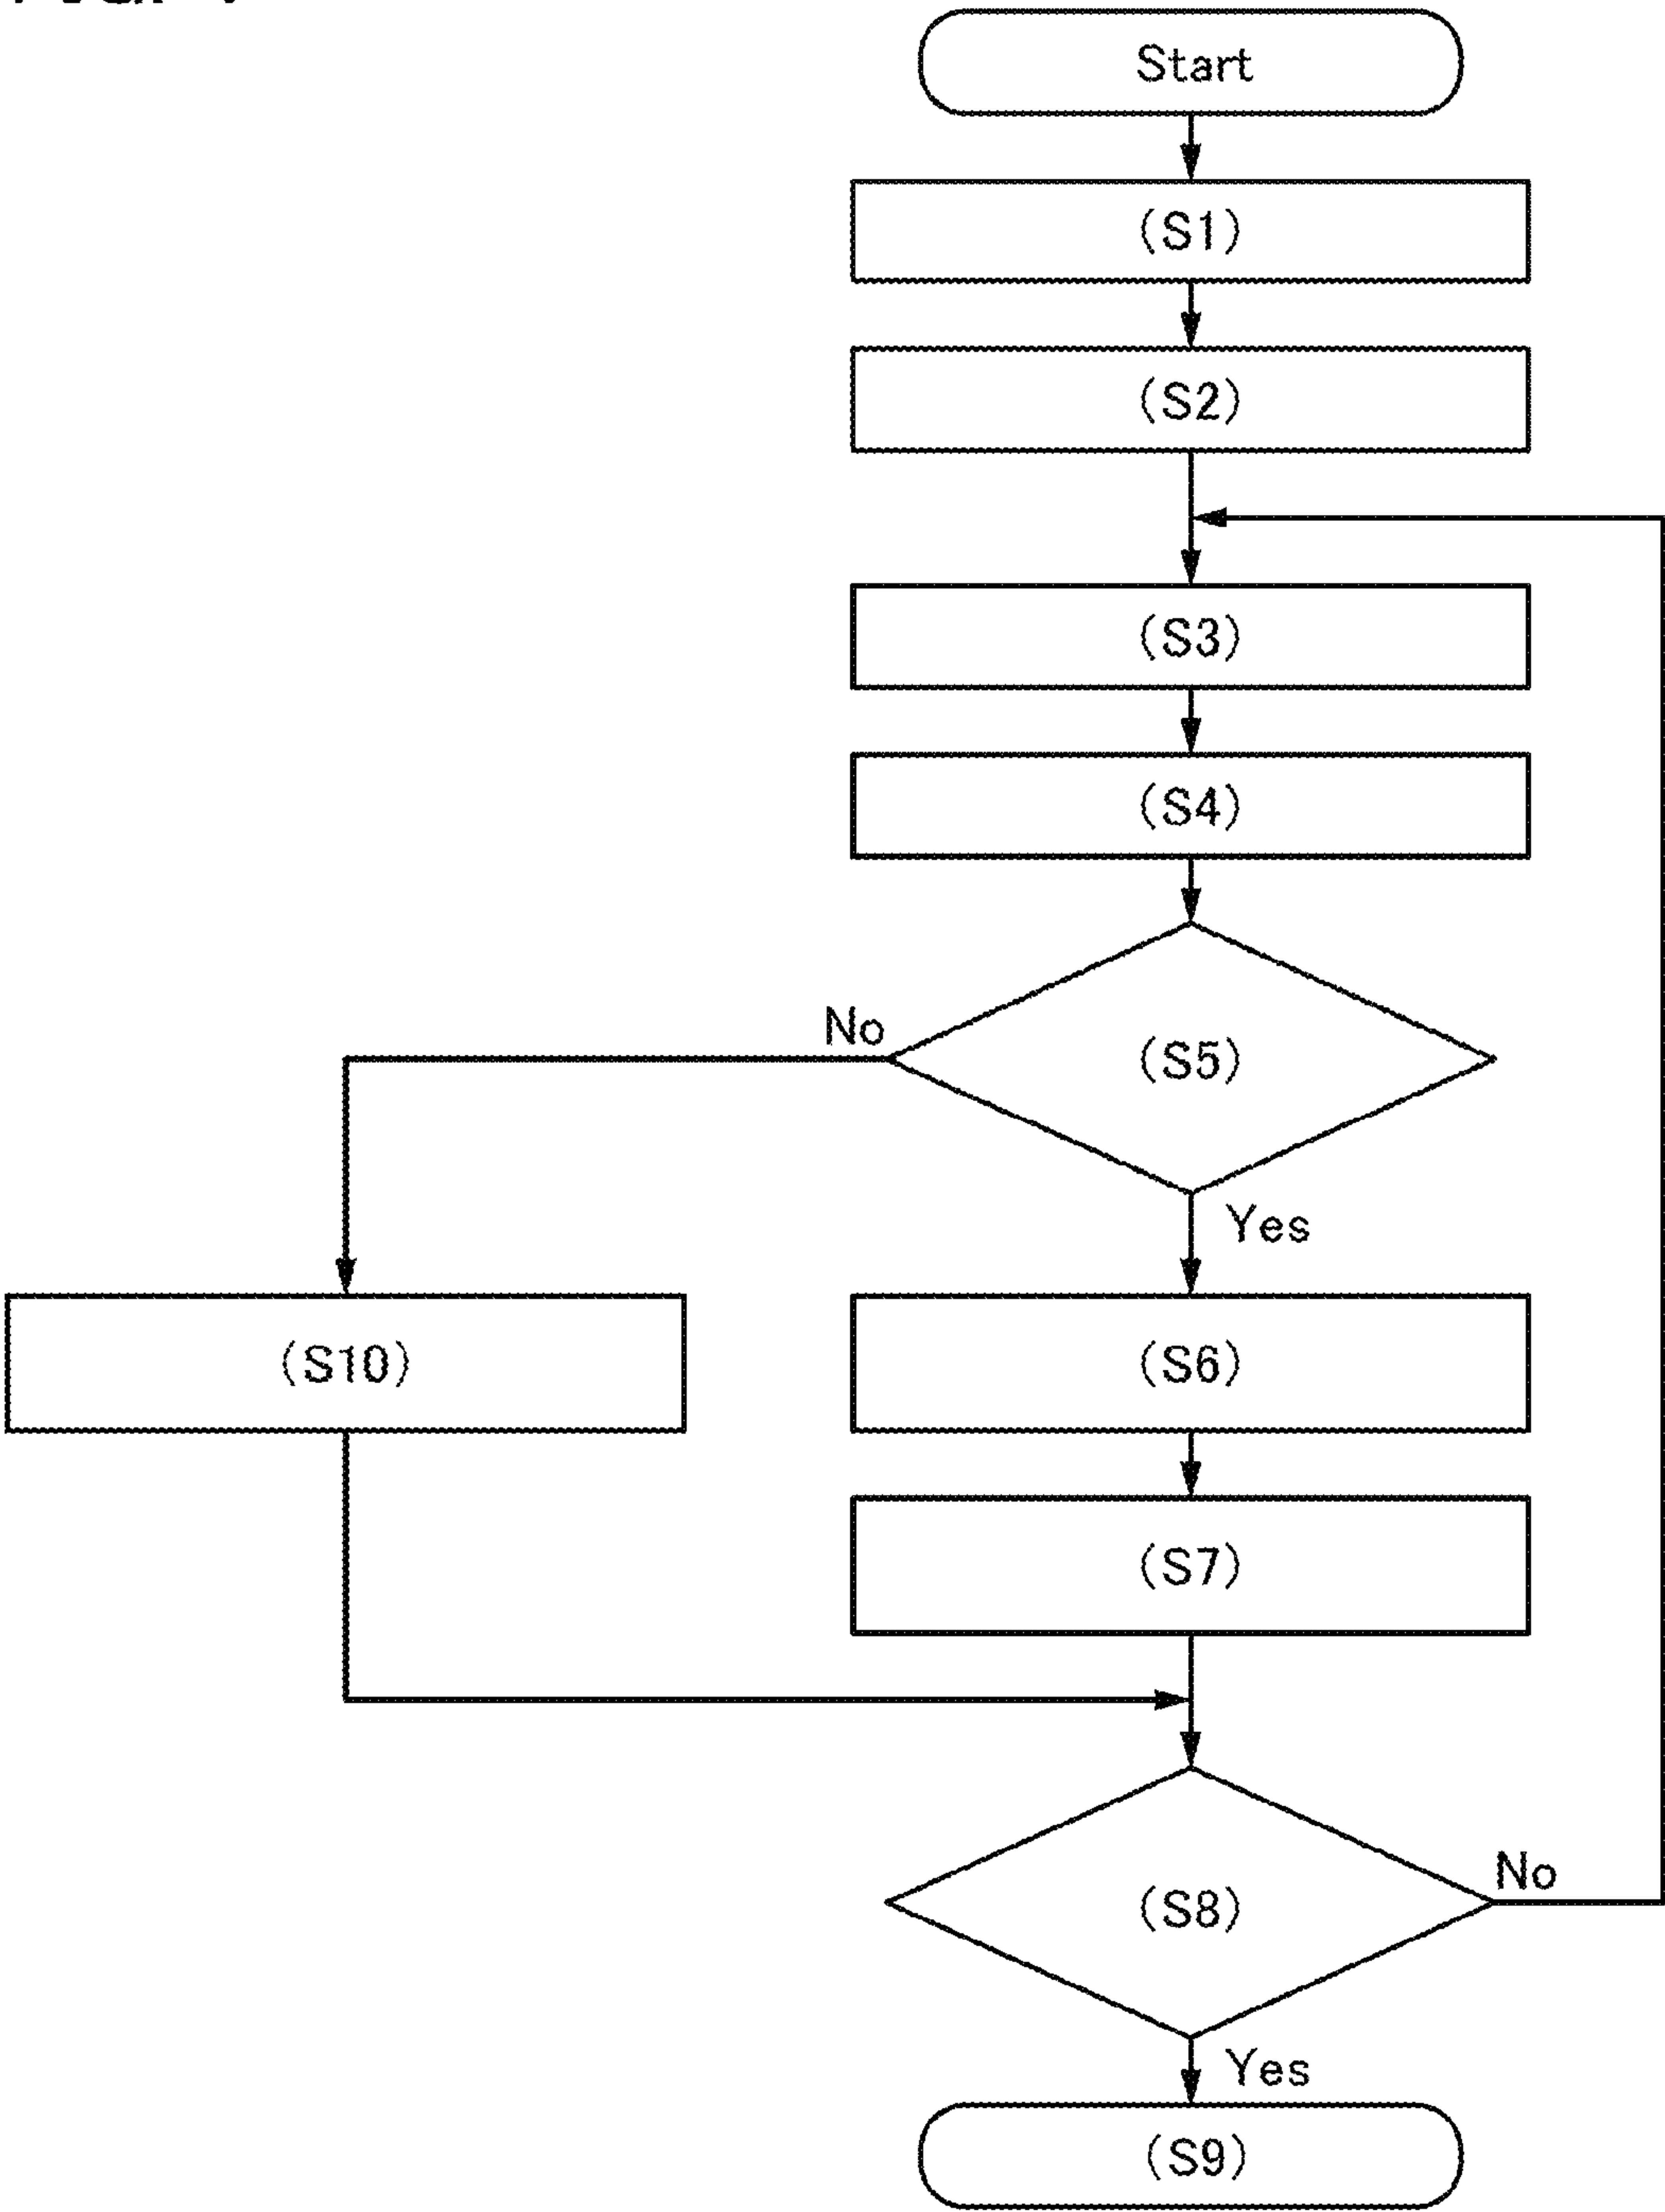 Start
(S1)
(S2)
(S3)
(S4)
No
(S5)
Yes
(S10)
(S6)
(S7)
No
(S8)
Yes
(S9)